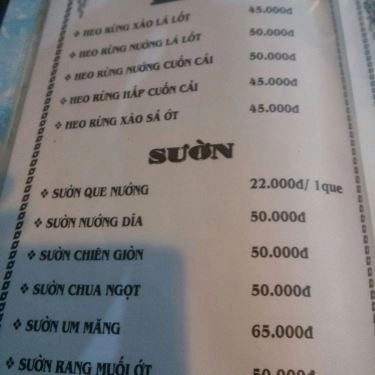 ❖ HEO RỪNG XÀO LÁ LỐT 45.000đ
❖ HEO RỪNG NƯỚNG LÁ LỐT 50.000đ
❖ HEO RỪNG NƯỚNG CUỐN CẢI 50.000đ
❖ HEO RỪNG HẤP CUỐN CẢI 45.000đ
❖ HEO RỪNG XÀO SẢ ỚT 45.000đ
SƯỜN
❖ SƯỜN QUE NƯỚNG 22.000đ/ 1que
❖ SƯỜN NƯỚNG DĨA 50.000đ
❖ SƯỜN CHIÊN GIÒN 50.000đ
❖ SƯỜN CHUA NGỌT 50.000đ
❖ SƯỜN UM MĂNG 65.000đ
❖ SƯỜN RANG MUỐI ỚT 50.000đ